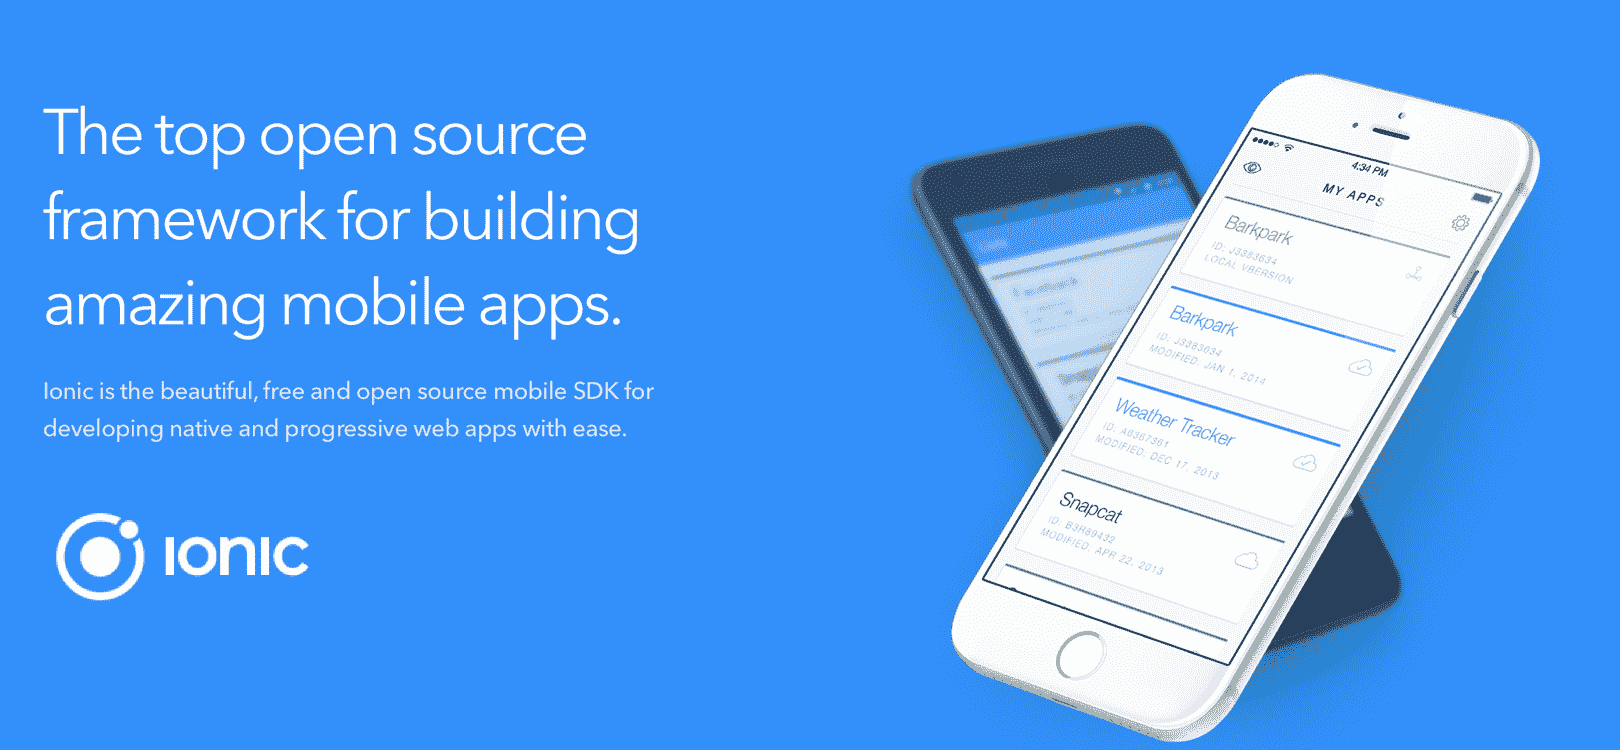 The top open source
framework for building
amazing mobile apps.
Ionic is the beautiful, free and open source mobile SDK for
developing native and progressive web apps with ease.
IONIC
4:34 PM
MY APPS
Barkpark
ID: J3383634
LOCAL VBERSION
Barkpark
ID: J3383634
MODIFIED, JAN 1, 2014
Weather Tracker
ID: A6367361
MODIFIED, DEC 17, 2013
Snapcat
ID: B3R89432
MODIFIED, APR 22, 2013